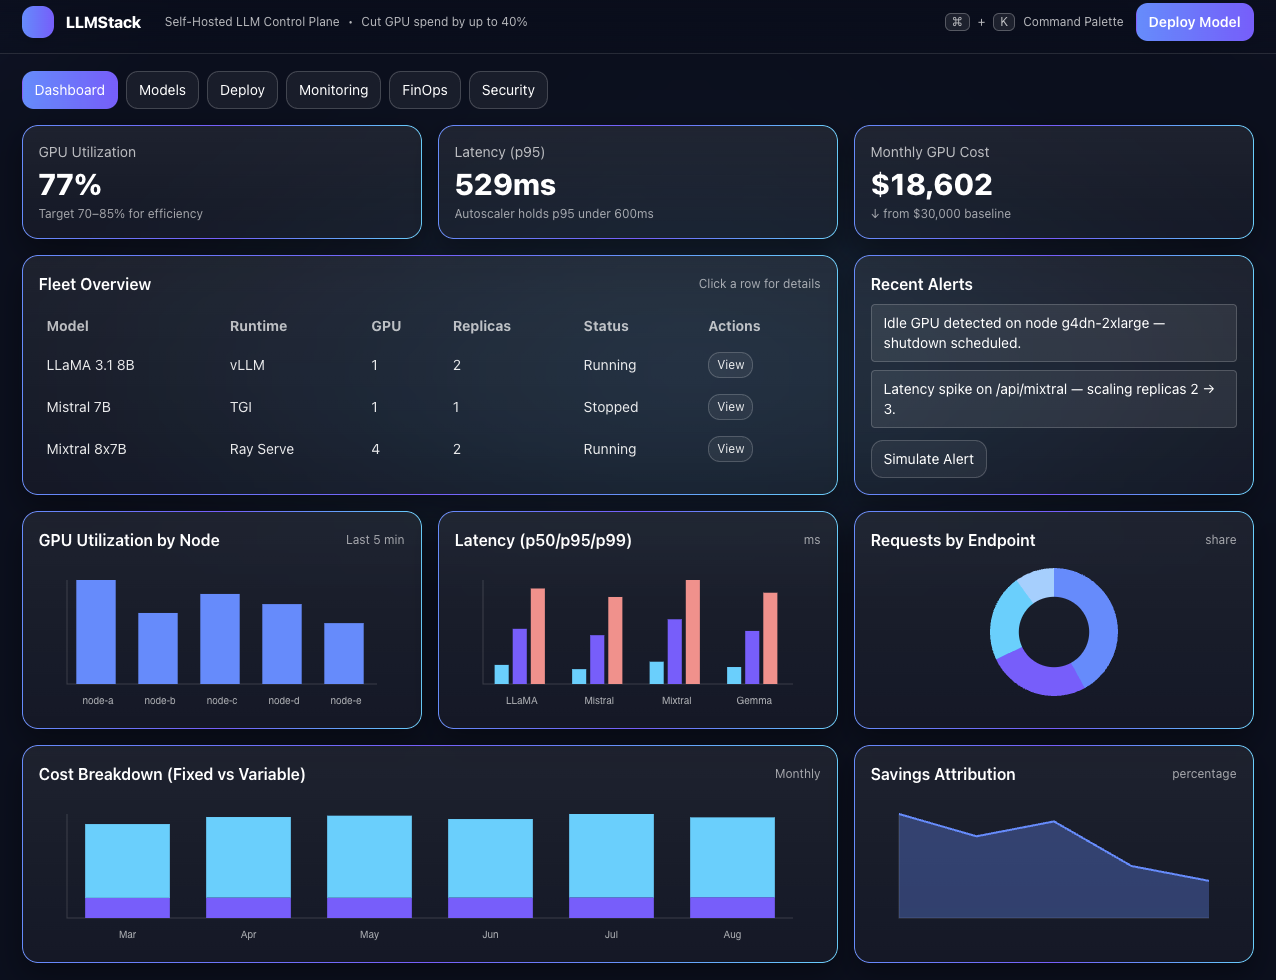 LLMStack
Self-Hosted LLM Control Plane • Cut GPU spend by up to 40%
⌘ + K Command Palette
Deploy Model
Dashboard
Models
Deploy
Monitoring
FinOps
Security
GPU Utilization
77%
Target 70–85% for efficiency
Latency (p95)
529ms
Autoscaler holds p95 under 600ms
Monthly GPU Cost
$18,602
↓ from $30,000 baseline
Fleet Overview
Click a row for details
Model Runtime GPU Replicas Status Actions
LLaMA 3.1 8B vLLM 1 2 Running View
Mistral 7B TGI 1 1 Stopped View
Mixtral 8x7B Ray Serve 4 2 Running View
Recent Alerts
Idle GPU detected on node g4dn-2xlarge —
shutdown scheduled.
Latency spike on /api/mixtral — scaling replicas 2 →
3.
Simulate Alert
GPU Utilization by Node
Last 5 min
node-a node-b node-c node-d node-e
Latency (p50/p95/p99)
ms
LLaMA Mistral Mixtral Gemma
Requests by Endpoint
share
Cost Breakdown (Fixed vs Variable)
Monthly
Mar Apr May Jun Jul Aug
Savings Attribution
percentage